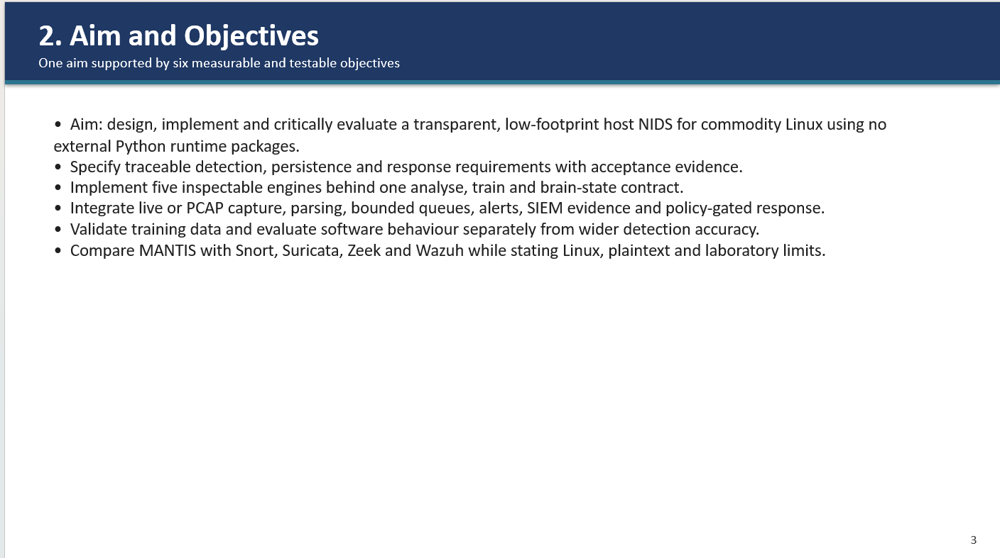 2. Aim and Objectives
One aim supported by six measurable and testable objectives
• Aim: design, implement and critically evaluate a transparent, low-footprint host NIDS for commodity Linux using no
external Python runtime packages.
• Specify traceable detection, persistence and response requirements with acceptance evidence.
• Implement five inspectable engines behind one analyse, train and brain-state contract.
• Integrate live or PCAP capture, parsing, bounded queues, alerts, SIEM evidence and policy-gated response.
• Validate training data and evaluate software behaviour separately from wider detection accuracy.
• Compare MANTIS with Snort, Suricata, Zeek and Wazuh while stating Linux, plaintext and laboratory limits.
3